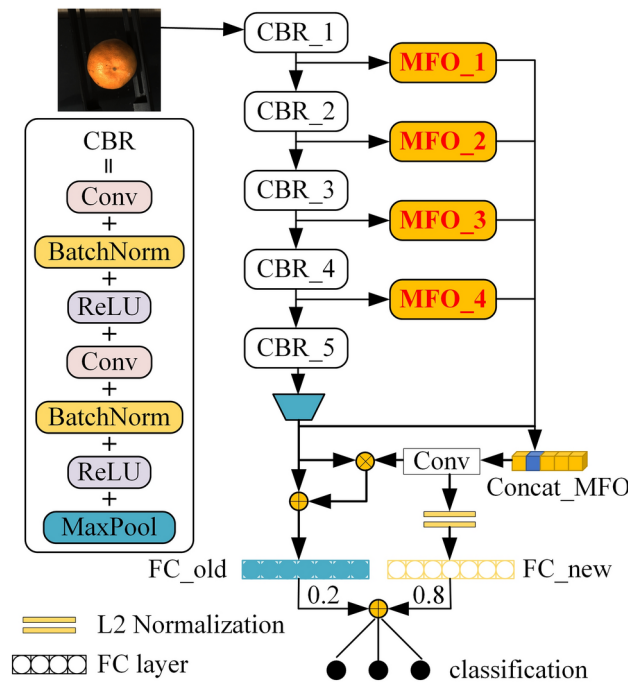 CBR_1
MFO_1
CBR_2
MFO_2
CBR_3
MFO_3
CBR_4
MFO_4
CBR_5
CBR
=
Conv
+
BatchNorm
+
ReLU
+
Conv
+
BatchNorm
+
ReLU
+
MaxPool
Conv
Concat_MFO
FC_old
FC_new
0.2
0.8
L2 Normalization
FC layer
classification